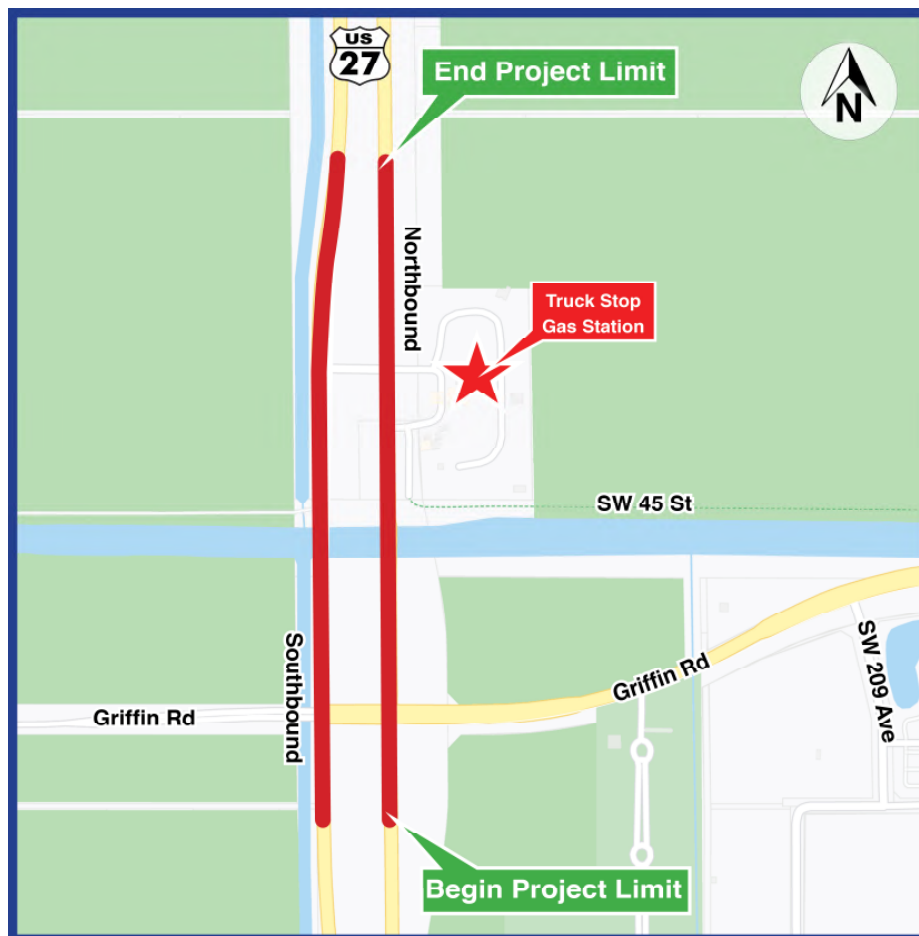 US
27
End Project Limit
N
Northbound
Truck Stop
Gas Station
SW 45 St
Southbound
Griffin Rd
Griffin Rd
SW 209 Ave
Begin Project Limit